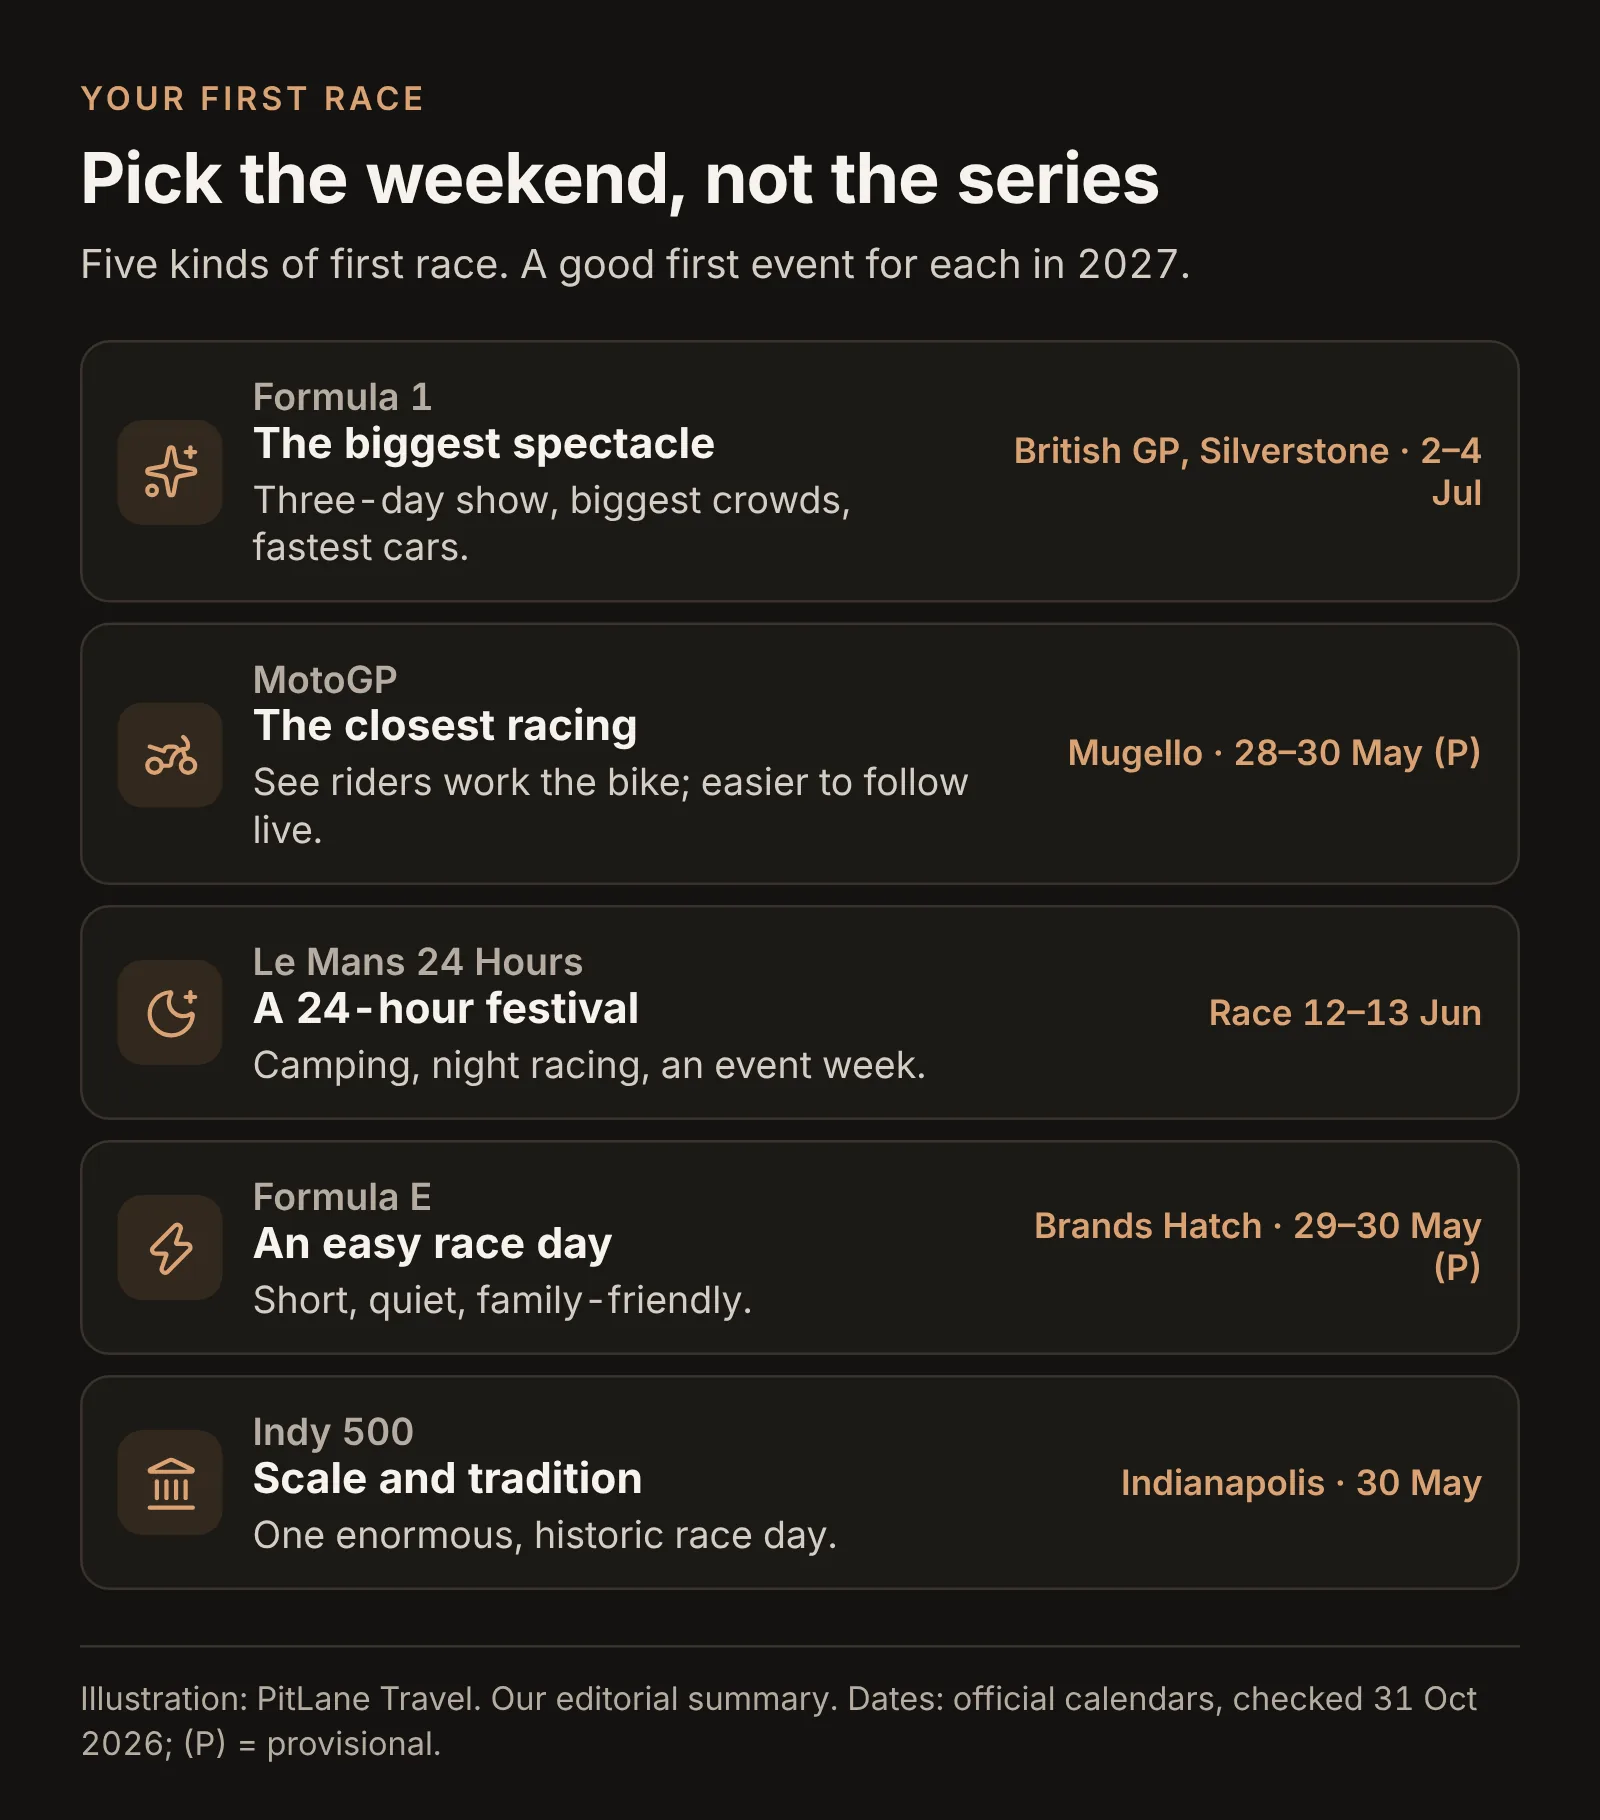 YOUR FIRST RACE
Pick the weekend, not the series
Five kinds of first race. A good first event for each in 2027.
Formula 1
The biggest spectacle
Three-day show, biggest crowds,
fastest cars.
British GP, Silverstone · 2–4
Jul
MotoGP
The closest racing
See riders work the bike; easier to follow
live.
Mugello · 28–30 May (P)
Le Mans 24 Hours
A 24-hour festival
Camping, night racing, an event week.
Race 12–13 Jun
Formula E
An easy race day
Short, quiet, family-friendly.
Brands Hatch · 29–30 May
(P)
Indy 500
Scale and tradition
One enormous, historic race day.
Indianapolis · 30 May
Illustration: PitLane Travel. Our editorial summary. Dates: official calendars, checked 31 Oct
2026; (P) = provisional.